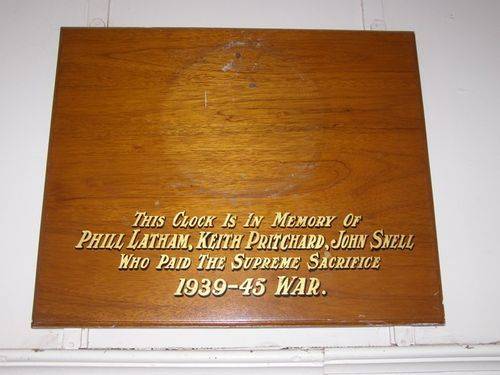 This Clock Is In Memory Of
Phill Latham, Keith Pritchard, John Snell
Who Paid The Supreme Sacrifice
1939-45 War.